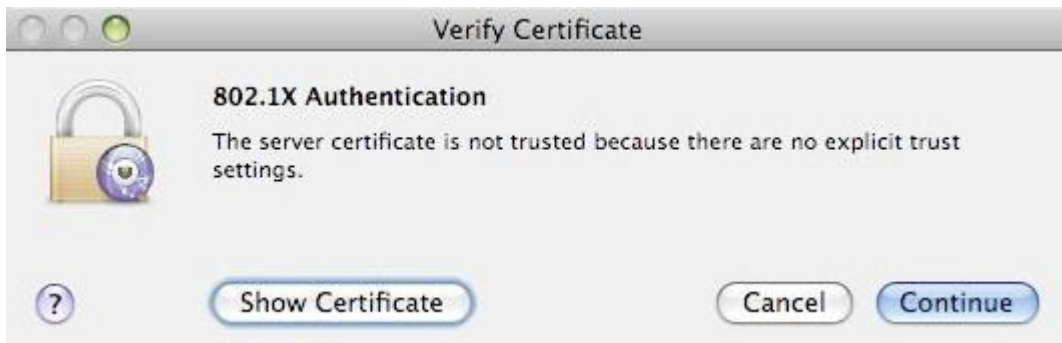 Verify Certificate
802.1X Authentication
The server certificate is not trusted because there are no explicit trust
settings.
?
Show Certificate
Cancel
Continue